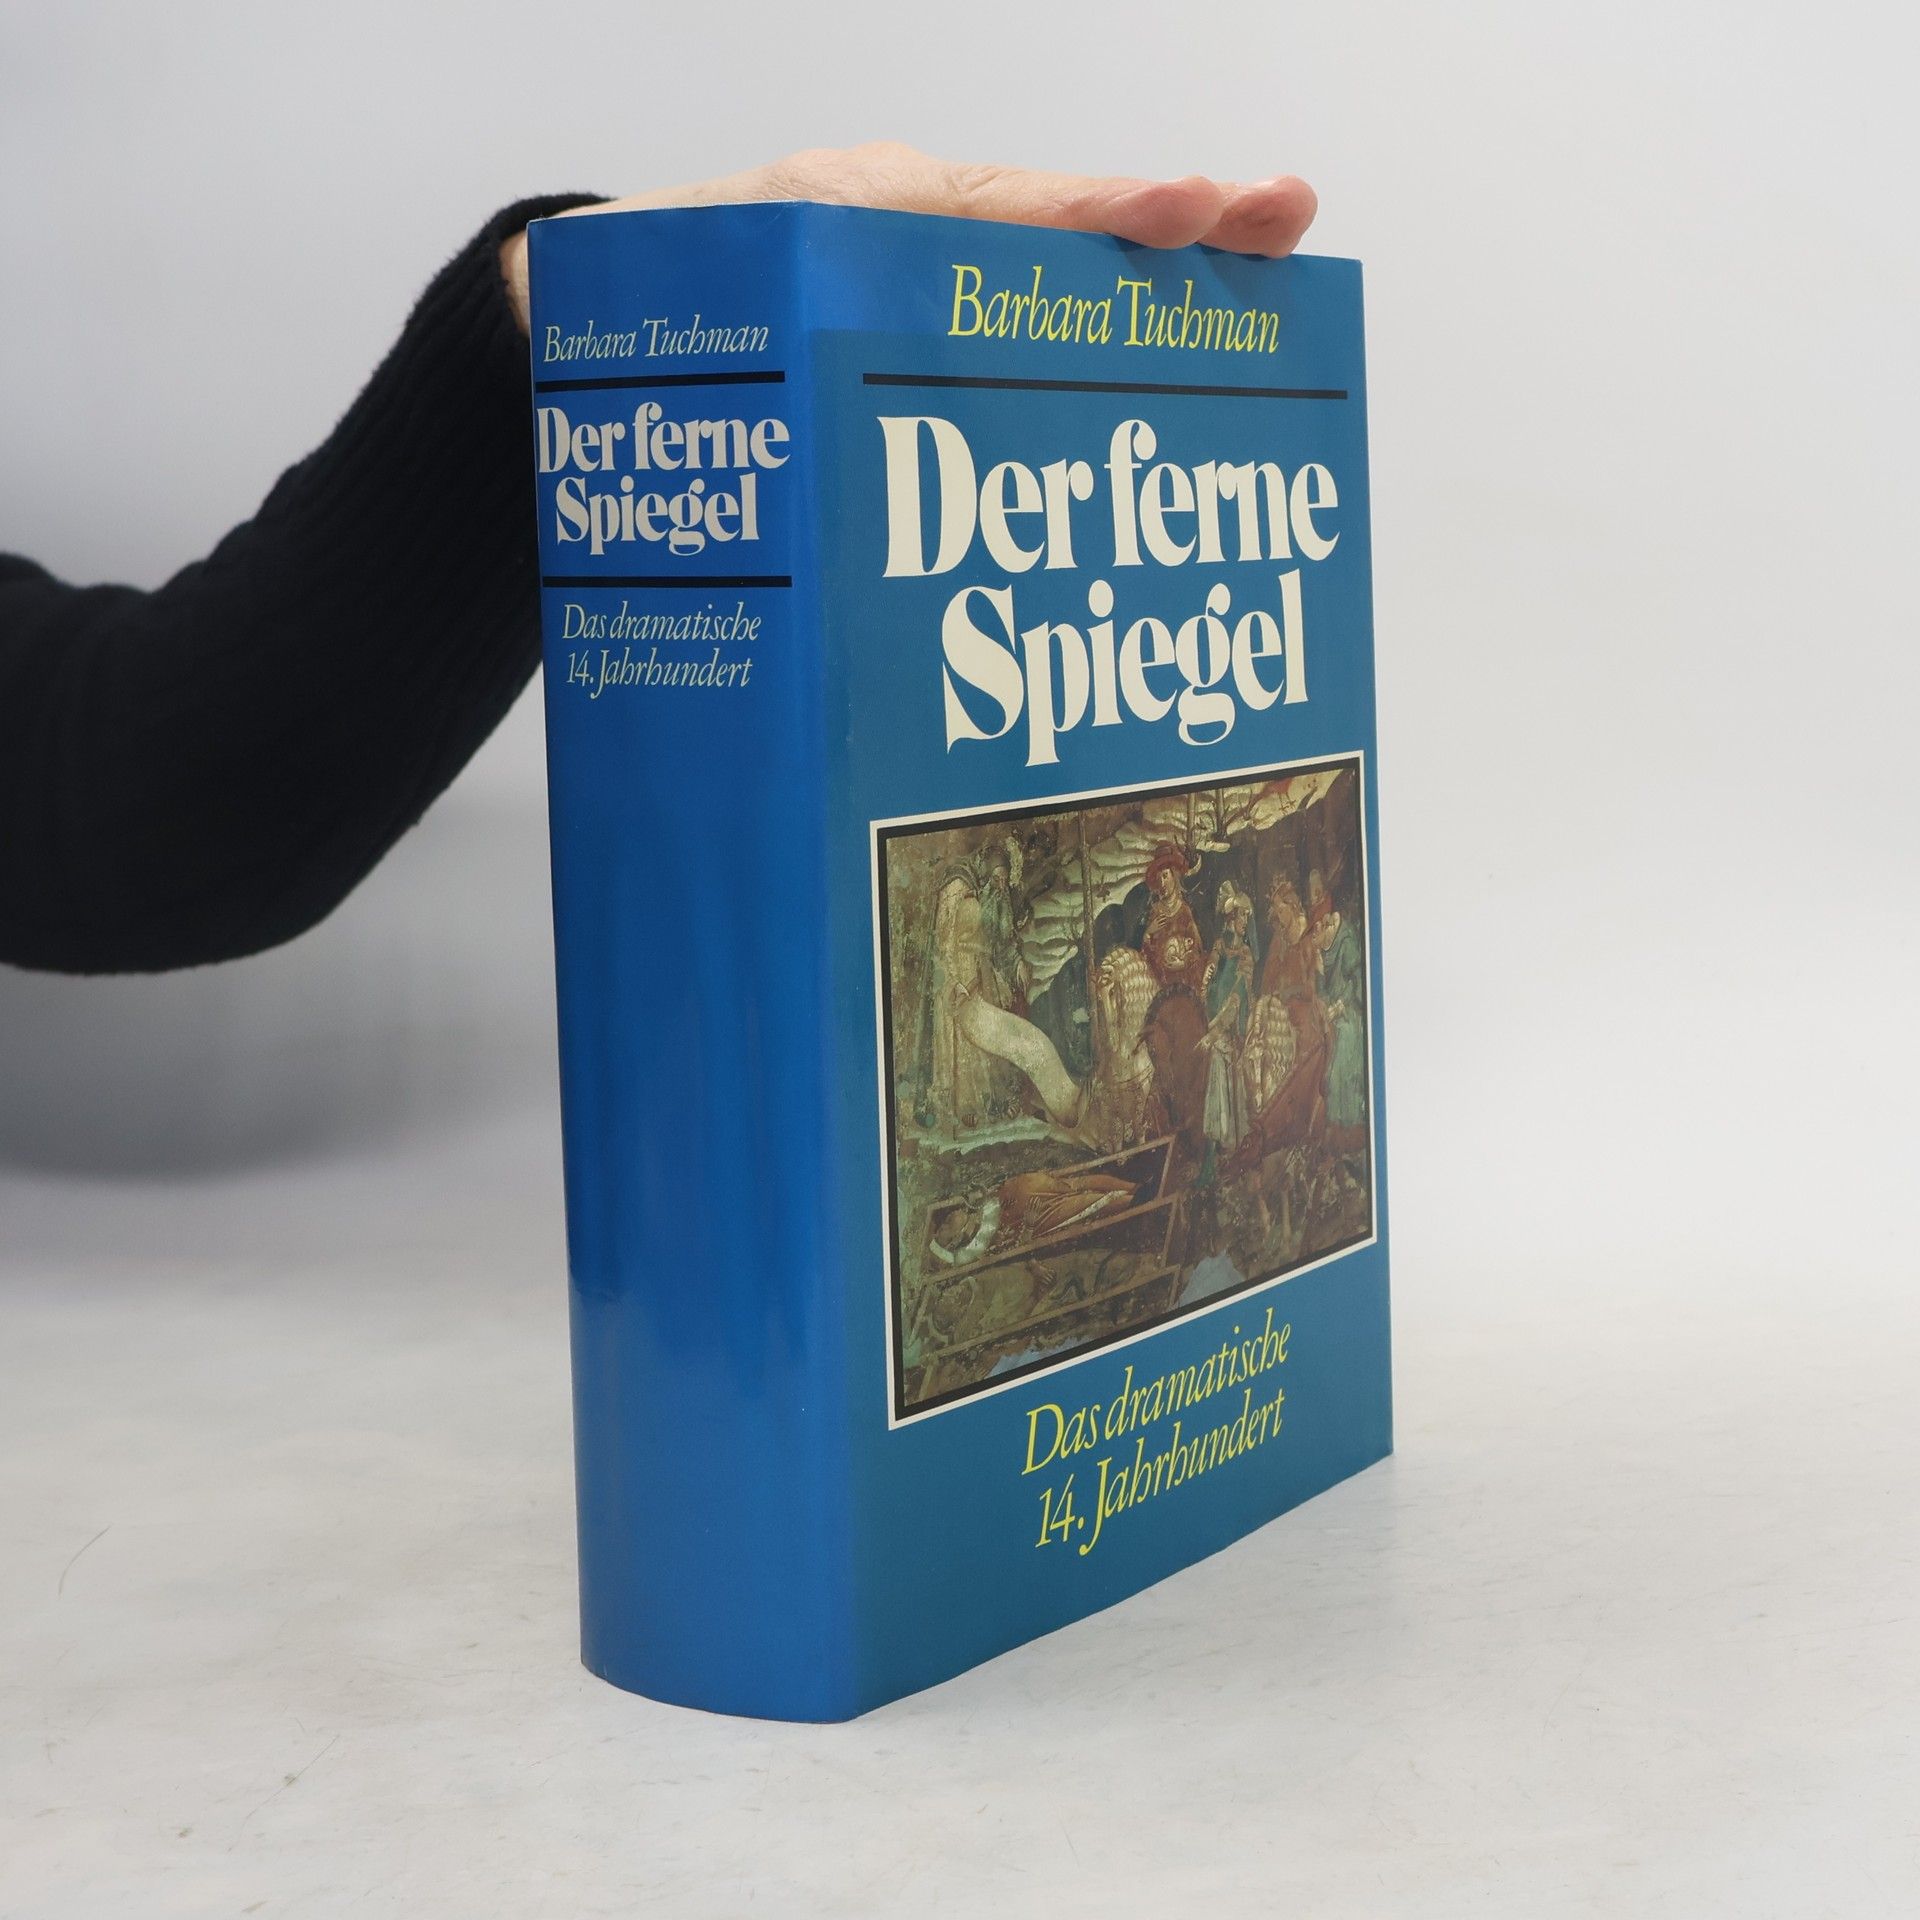 Barbara Tuchman
Der ferne
Spiegel
Das dramatische
14. Jahrhundert
Barbara Tuchman
Der ferne
Spiegel
Das dramatische
14. Jahrhundert